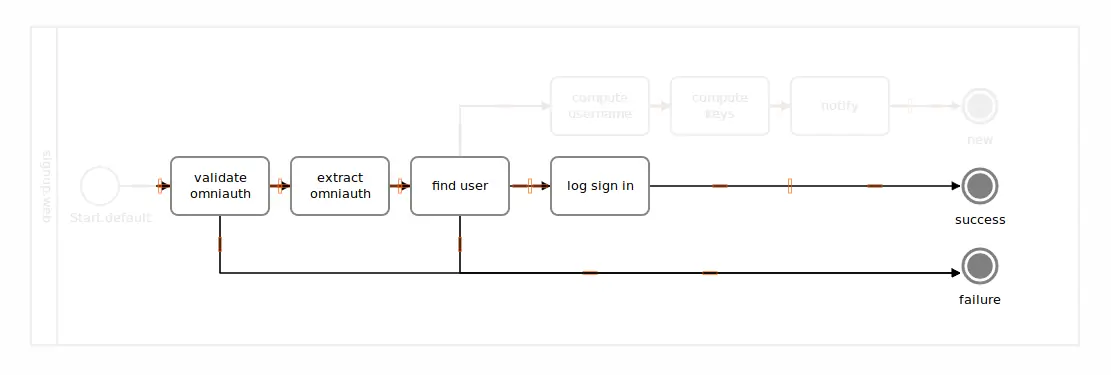 compute
username
compute
keys
notify
new
signup.web
Start.default
validate
omniauth
extract
omniauth
find user
log sign in
success
failure